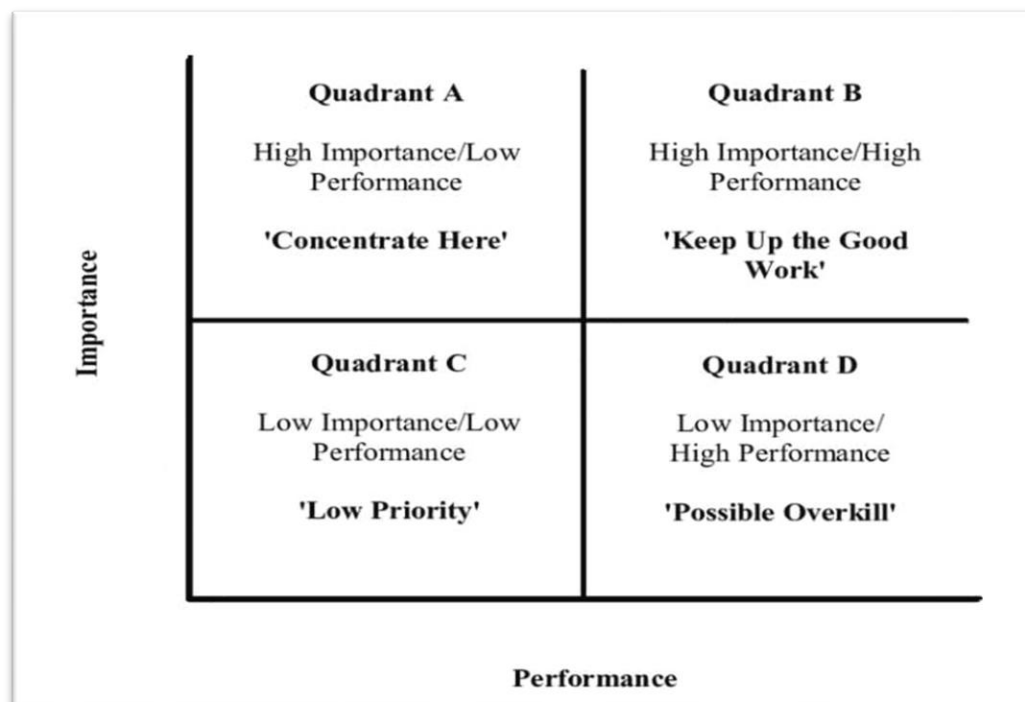 Quadrant A
High Importance/Low
Performance
'Concentrate Here'
Quadrant B
High Importance/High
Performance
'Keep Up the Good
Work'
Importance
Quadrant C
Low Importance/Low
Performance
'Low Priority'
Quadrant D
Low Importance/
High Performance
'Possible Overkill'
Performance